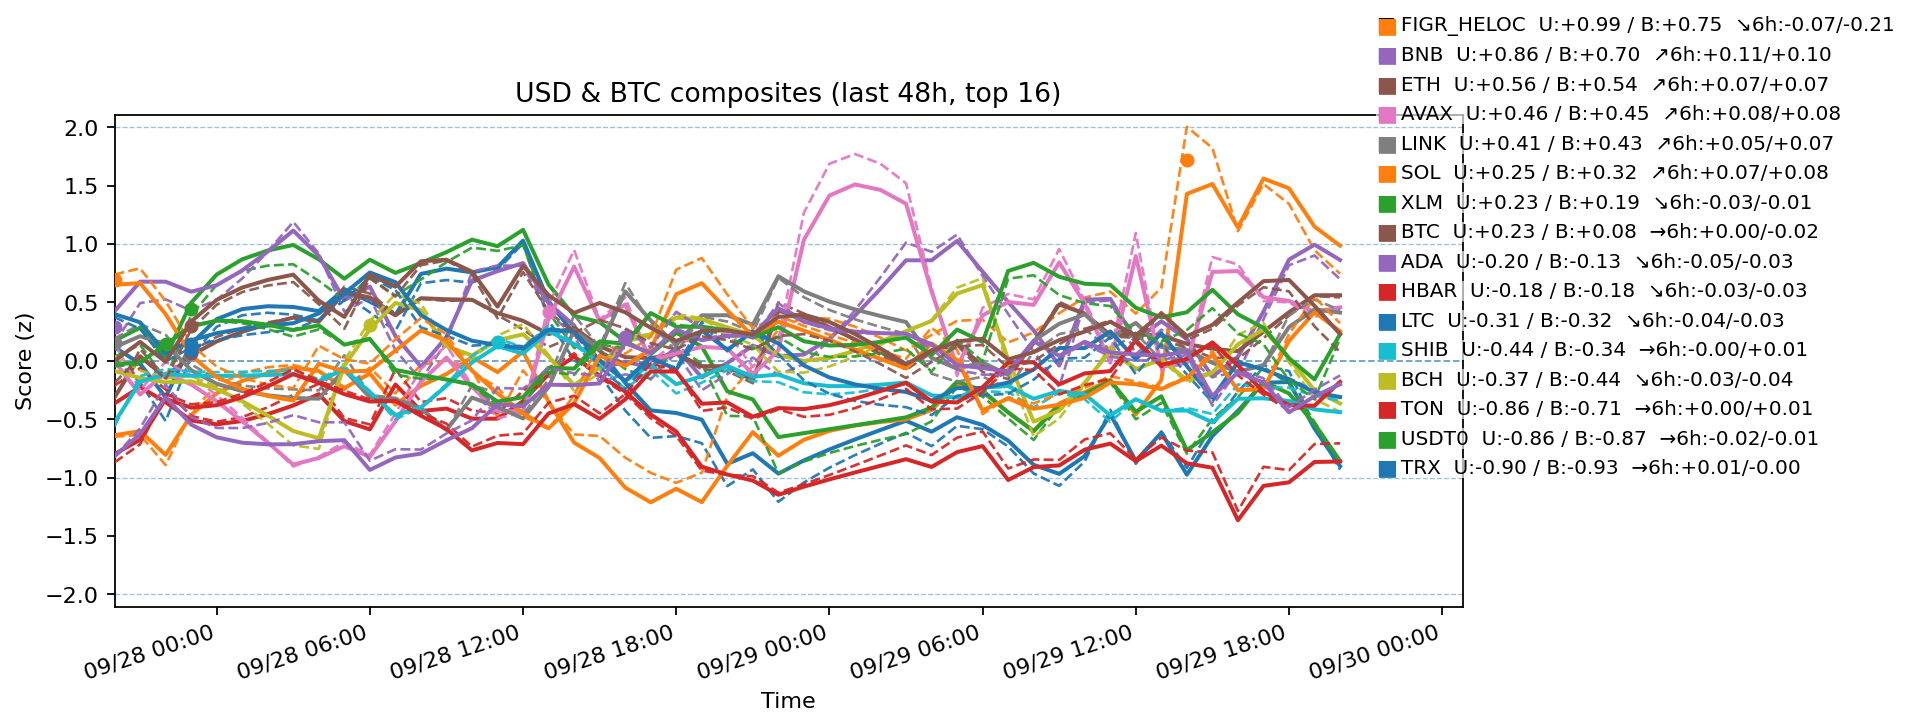 USD & BTC composites (last 48h, top 16)
FIGR_HELOC  U:+0.99 / B:+0.75  ↘6h:-0.07/-0.21
BNB  U:+0.86 / B:+0.70  ↗6h:+0.11/+0.10
ETH  U:+0.56 / B:+0.54  ↗6h:+0.07/+0.07
AVAX  U:+0.46 / B:+0.45  ↗6h:+0.08/+0.08
LINK  U:+0.41 / B:+0.43  ↗6h:+0.05/+0.07
SOL  U:+0.25 / B:+0.32  ↗6h:+0.07/+0.08
XLM  U:+0.23 / B:+0.19  ↘6h:-0.03/-0.01
BTC  U:+0.23 / B:+0.08  →6h:+0.00/-0.02
ADA  U:-0.20 / B:-0.13  ↘6h:-0.05/-0.03
HBAR  U:-0.18 / B:-0.18  ↘6h:-0.03/-0.03
LTC  U:-0.31 / B:-0.32  ↘6h:-0.04/-0.03
SHIB  U:-0.44 / B:-0.34  →6h:-0.00/+0.01
BCH  U:-0.37 / B:-0.44  ↘6h:-0.03/-0.04
TON  U:-0.86 / B:-0.71  →6h:+0.00/+0.01
USDT0  U:-0.86 / B:-0.87  →6h:-0.02/-0.01
TRX  U:-0.90 / B:-0.93  →6h:+0.01/-0.00
Score (z)
2.0
1.5
1.0
0.5
0.0
−0.5
−1.0
−1.5
−2.0
09/28 00:00
09/28 06:00
09/28 12:00
09/28 18:00
09/29 00:00
09/29 06:00
09/29 12:00
09/29 18:00
09/30 00:00
Time